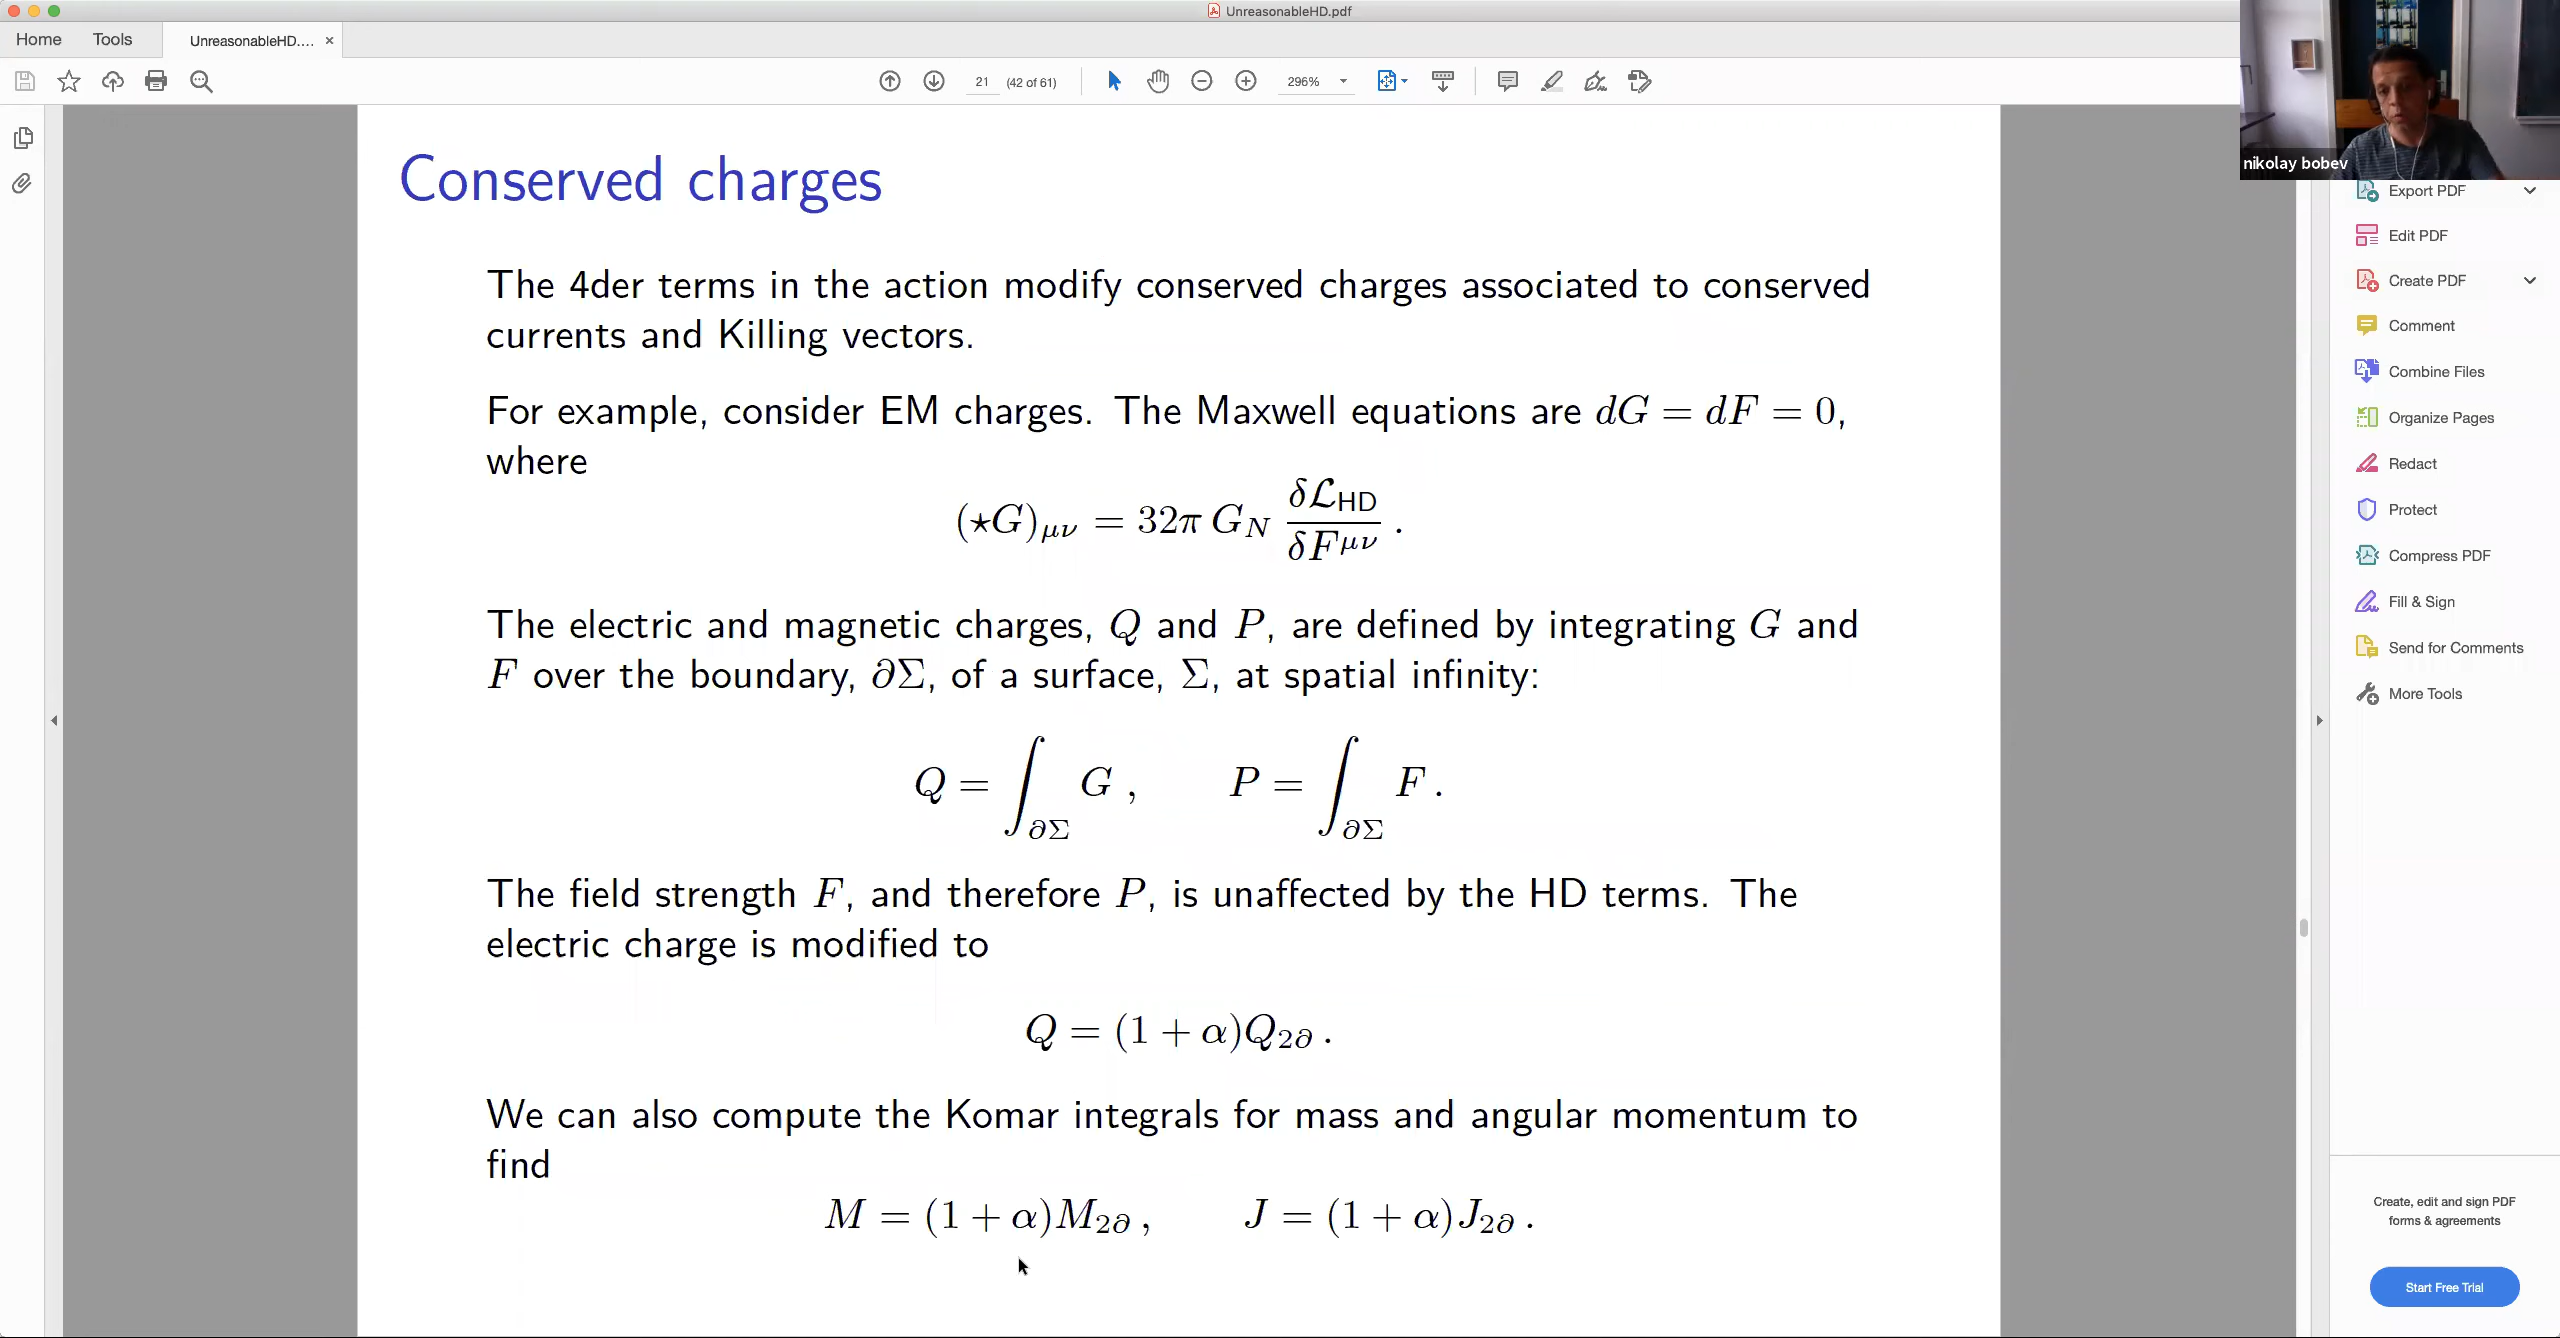 UnreasonableHD.pdf
Home Tools UnreasonableHD.... ×
21 (42 of 61) 296%
nikolay bobev
Conserved charges
The 4der terms in the action modify conserved charges associated to conserved
currents and Killing vectors.
For example, consider EM charges. The Maxwell equations are dG = dF = 0,
where
(⋆G)_{μν} = 32π G_N δℒ_HD / δF^{μν} .
The electric and magnetic charges, Q and P, are defined by integrating G and
F over the boundary, ∂Σ, of a surface, Σ, at spatial infinity:
Q = ∫_{∂Σ} G , P = ∫_{∂Σ} F .
The field strength F, and therefore P, is unaffected by the HD terms. The
electric charge is modified to
Q = (1 + α)Q_{2∂} .
We can also compute the Komar integrals for mass and angular momentum to
find
M = (1 + α)M_{2∂} , J = (1 + α)J_{2∂} .
Export PDF
Edit PDF
Create PDF
Comment
Combine Files
Organize Pages
Redact
Protect
Compress PDF
Fill & Sign
Send for Comments
More Tools
Create, edit and sign PDF
forms & agreements
Start Free Trial